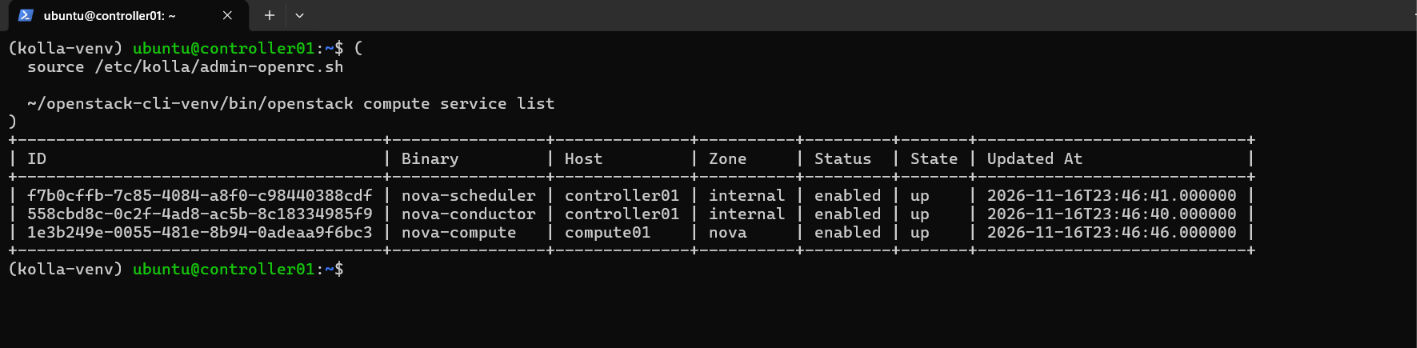 ubuntu@controller01: ~
(kolla-venv) ubuntu@controller01:~$ (
  source /etc/kolla/admin-openrc.sh

  ~/openstack-cli-venv/bin/openstack compute service list
)
+--------------------------------------+----------------+--------------+----------+---------+-------+----------------------------+
| ID                                   | Binary         | Host         | Zone     | Status  | State | Updated At                 |
+--------------------------------------+----------------+--------------+----------+---------+-------+----------------------------+
| f7b0cffb-7c85-4084-a8f0-c98440388cdf | nova-scheduler | controller01 | internal | enabled | up    | 2026-11-16T23:46:41.000000 |
| 558cbd8c-0c2f-4ad8-ac5b-8c18334985f9 | nova-conductor | controller01 | internal | enabled | up    | 2026-11-16T23:46:40.000000 |
| 1e3b249e-0055-481e-8b94-0adeaa9f6bc3 | nova-compute   | compute01    | nova     | enabled | up    | 2026-11-16T23:46:46.000000 |
+--------------------------------------+----------------+--------------+----------+---------+-------+----------------------------+
(kolla-venv) ubuntu@controller01:~$